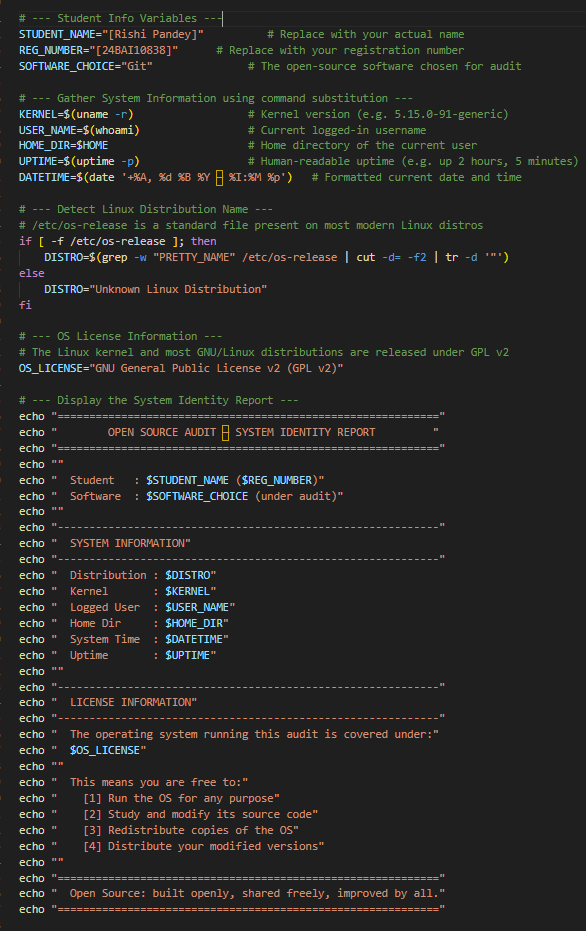 # --- Student Info Variables ---
STUDENT_NAME="[Rishi Pandey]"          # Replace with your actual name
REG_NUMBER="[24BAI10838]"      # Replace with your registration number
SOFTWARE_CHOICE="Git"               # The open-source software chosen for audit

# --- Gather System Information using command substitution ---
KERNEL=$(uname -r)                  # Kernel version (e.g. 5.15.0-91-generic)
USER_NAME=$(whoami)                 # Current logged-in username
HOME_DIR=$HOME                      # Home directory of the current user
UPTIME=$(uptime -p)                 # Human-readable uptime (e.g. up 2 hours, 5 minutes)
DATETIME=$(date '+%A, %d %B %Y – %I:%M %p')   # Formatted current date and time

# --- Detect Linux Distribution Name ---
# /etc/os-release is a standard file present on most modern Linux distros
if [ -f /etc/os-release ]; then
    DISTRO=$(grep -w "PRETTY_NAME" /etc/os-release | cut -d= -f2 | tr -d '"')
else
    DISTRO="Unknown Linux Distribution"
fi

# --- OS License Information ---
# The Linux kernel and most GNU/Linux distributions are released under GPL v2
OS_LICENSE="GNU General Public License v2 (GPL v2)"

# --- Display the System Identity Report ---
echo "============================================================"
echo "        OPEN SOURCE AUDIT – SYSTEM IDENTITY REPORT         "
echo "============================================================"
echo ""
echo "  Student   : $STUDENT_NAME ($REG_NUMBER)"
echo "  Software  : $SOFTWARE_CHOICE (under audit)"
echo ""
echo "------------------------------------------------------------"
echo "  SYSTEM INFORMATION"
echo "------------------------------------------------------------"
echo "  Distribution : $DISTRO"
echo "  Kernel       : $KERNEL"
echo "  Logged User  : $USER_NAME"
echo "  Home Dir     : $HOME_DIR"
echo "  System Time  : $DATETIME"
echo "  Uptime       : $UPTIME"
echo ""
echo "------------------------------------------------------------"
echo "  LICENSE INFORMATION"
echo "------------------------------------------------------------"
echo "  The operating system running this audit is covered under:"
echo "  $OS_LICENSE"
echo ""
echo "  This means you are free to:"
echo "    [1] Run the OS for any purpose"
echo "    [2] Study and modify its source code"
echo "    [3] Redistribute copies of the OS"
echo "    [4] Distribute your modified versions"
echo ""
echo "============================================================"
echo "  Open Source: built openly, shared freely, improved by all."
echo "============================================================"